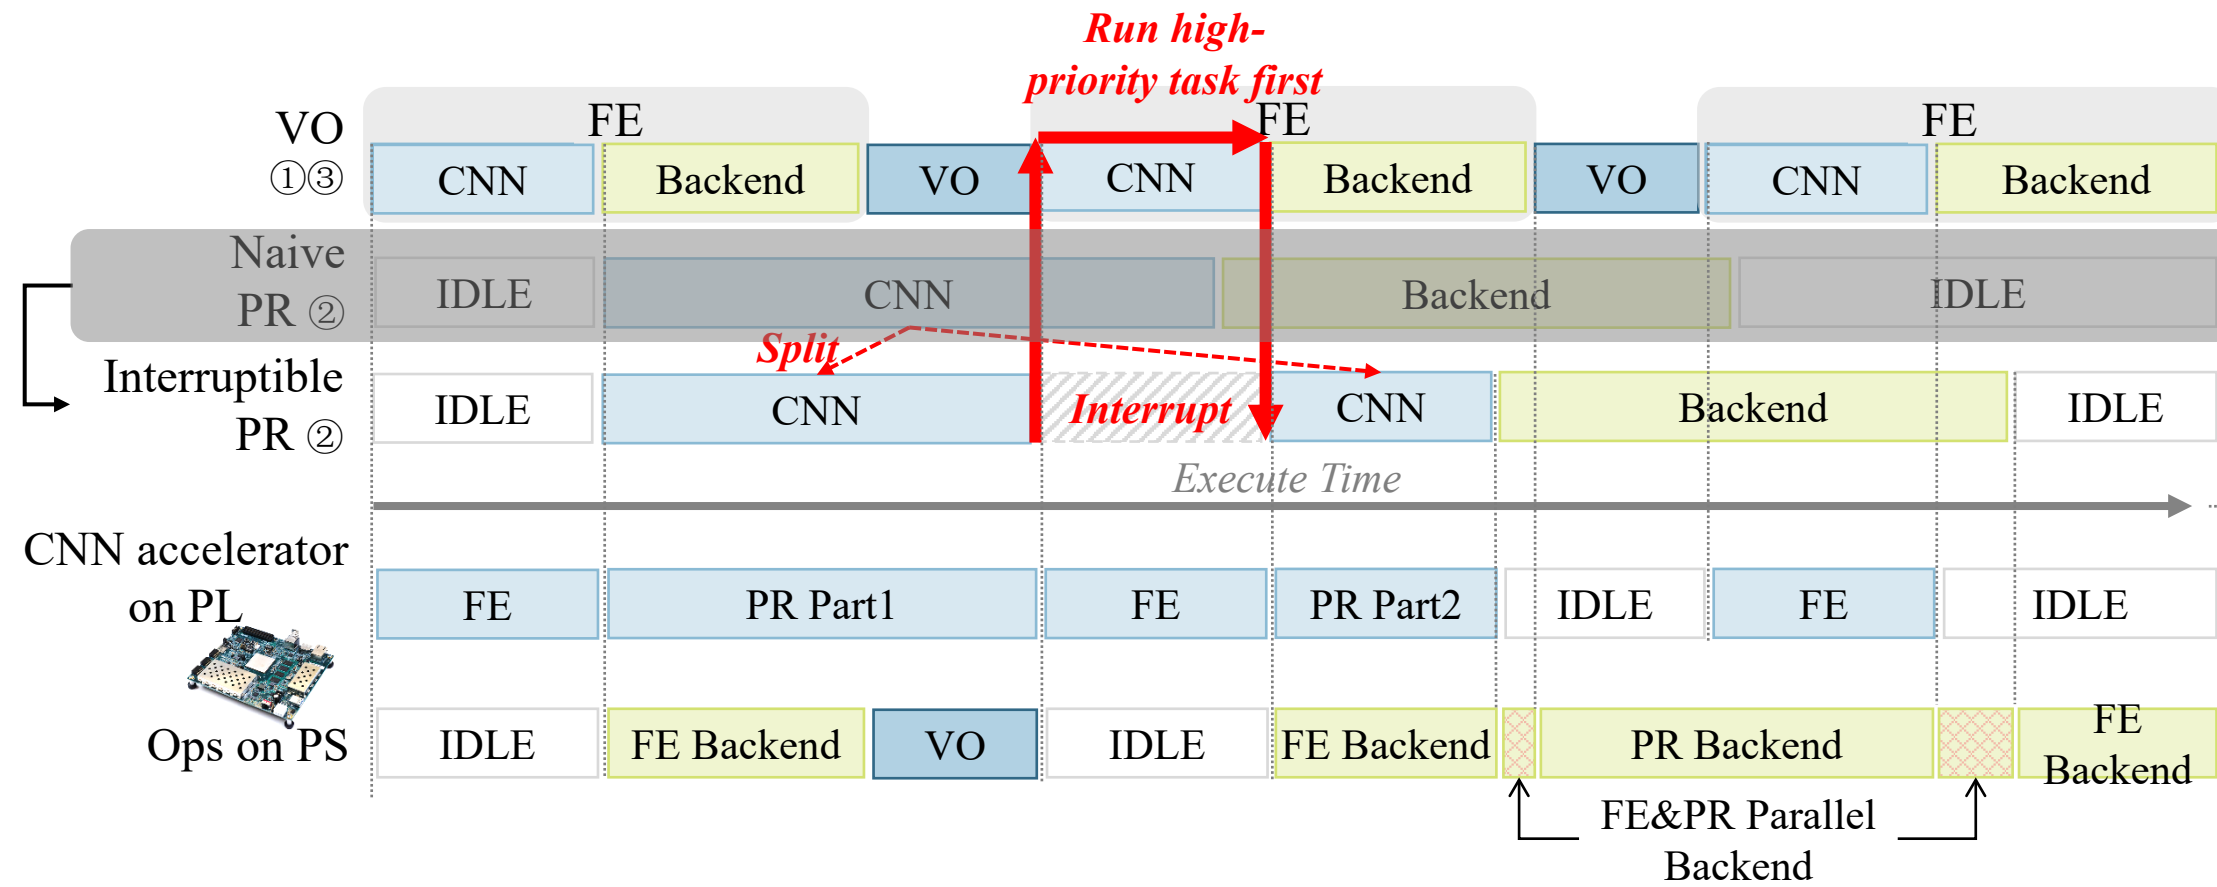 Run high-
priority task first
FE
FE
FE
VO
①③
CNN
Backend
VO
CNN
Backend
VO
CNN
Backend
Naive
PR ②
IDLE
CNN
Backend
IDLE
Split
Interruptible
PR ②
IDLE
CNN
Interrupt
CNN
Backend
IDLE
Execute Time
CNN accelerator
on PL
FE
PR Part1
FE
PR Part2
IDLE
FE
IDLE
Ops on PS
IDLE
FE Backend
VO
IDLE
FE Backend
PR Backend
FE
Backend
FE&PR Parallel
Backend